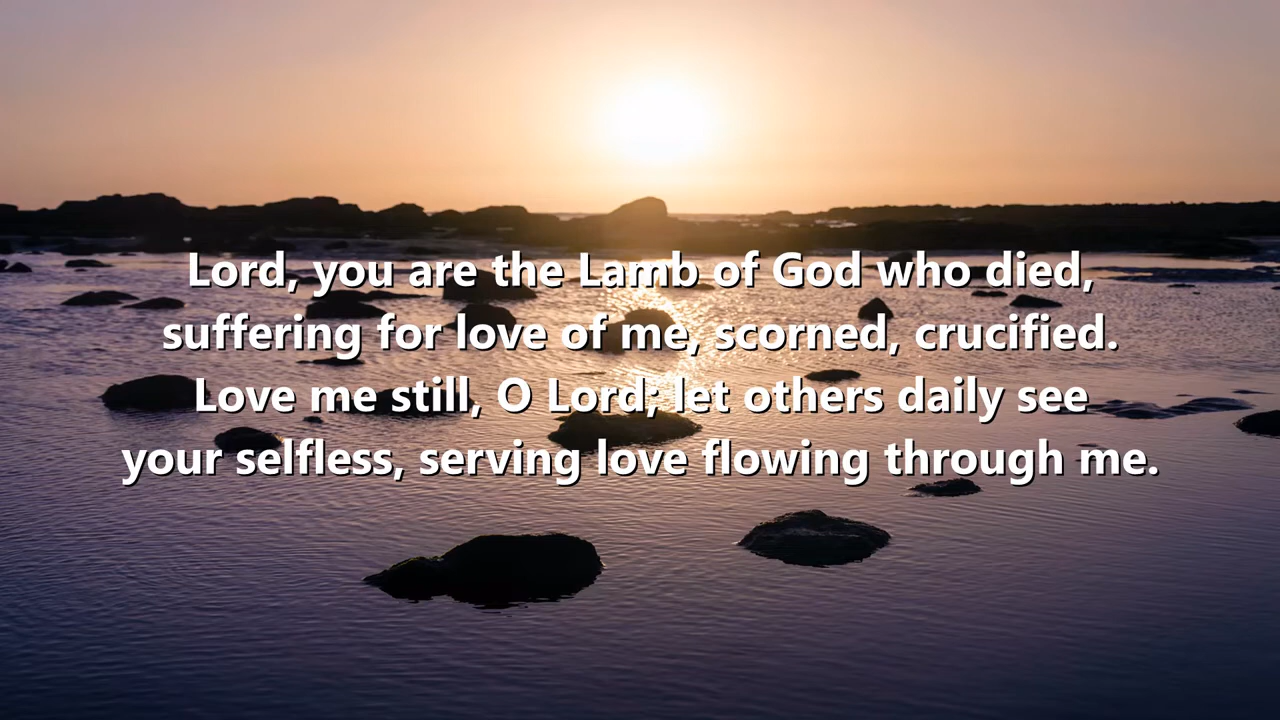 Lord, you are the Lamb of God who died,
suffering for love of me, scorned, crucified.
Love me still, O Lord; let others daily see
your selfless, serving love flowing through me.